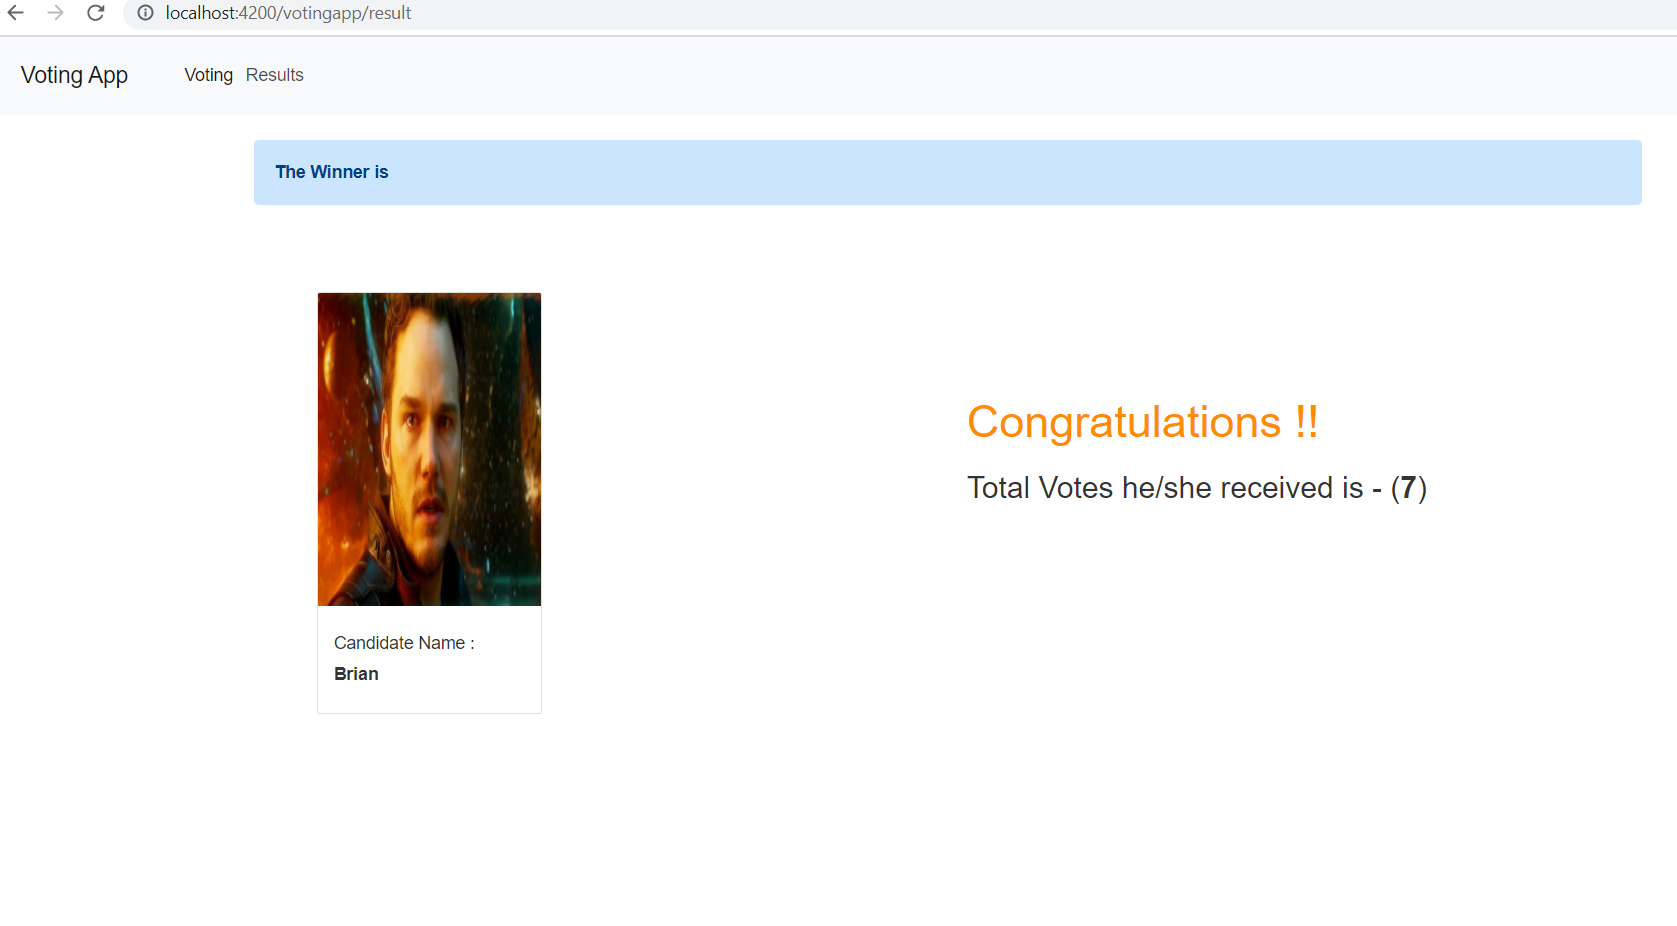 localhost:4200/votingapp/result
Voting App Voting Results
The Winner is
Congratulations !!
Total Votes he/she received is - (7)
Candidate Name :
Brian